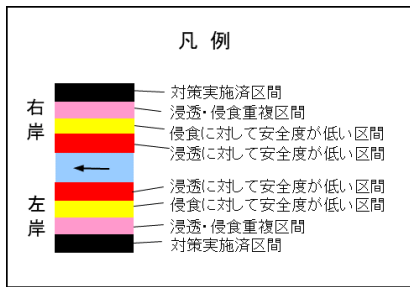 凡例
右岸
対策実施済区間
浸透・侵食重複区間
侵食に対して安全度が低い区間
浸透に対して安全度が低い区間
左岸
浸透に対して安全度が低い区間
侵食に対して安全度が低い区間
浸透・侵食重複区間
対策実施済区間